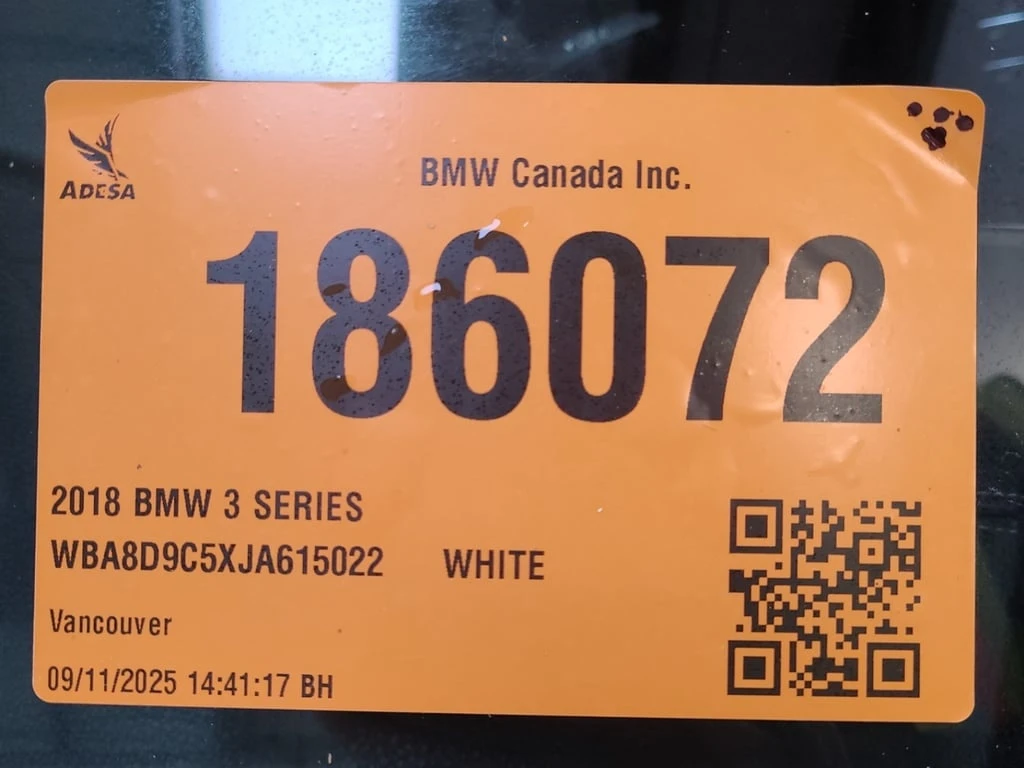 ADESA
BMW Canada Inc.
186072
2018 BMW 3 SERIES
WBA8D9C5XJA615022 WHITE
Vancouver
09/11/2025 14:41:17 BH